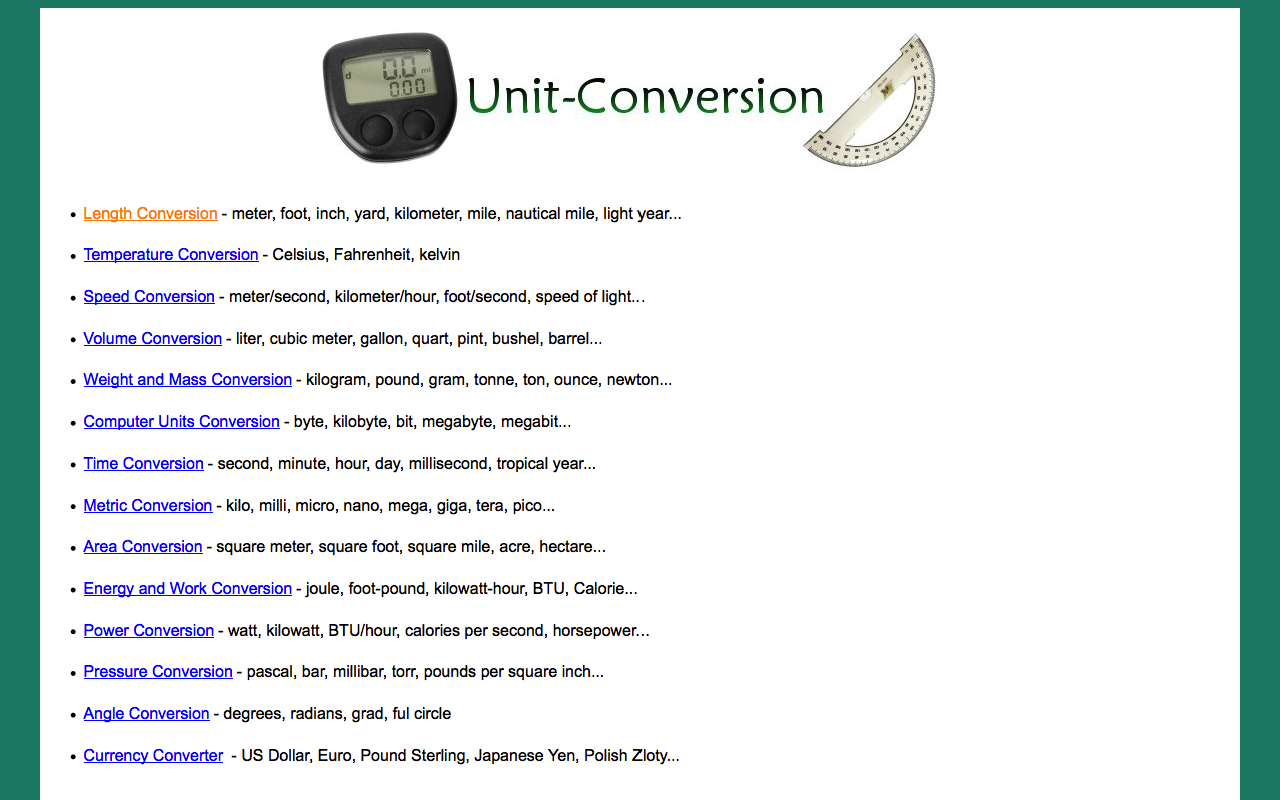 d 0.0 mi
0.00
Unit-Conversion
• Length Conversion - meter, foot, inch, yard, kilometer, mile, nautical mile, light year...
• Temperature Conversion - Celsius, Fahrenheit, kelvin
• Speed Conversion - meter/second, kilometer/hour, foot/second, speed of light...
• Volume Conversion - liter, cubic meter, gallon, quart, pint, bushel, barrel...
• Weight and Mass Conversion - kilogram, pound, gram, tonne, ton, ounce, newton...
• Computer Units Conversion - byte, kilobyte, bit, megabyte, megabit...
• Time Conversion - second, minute, hour, day, millisecond, tropical year...
• Metric Conversion - kilo, milli, micro, nano, mega, giga, tera, pico...
• Area Conversion - square meter, square foot, square mile, acre, hectare...
• Energy and Work Conversion - joule, foot-pound, kilowatt-hour, BTU, Calorie...
• Power Conversion - watt, kilowatt, BTU/hour, calories per second, horsepower...
• Pressure Conversion - pascal, bar, millibar, torr, pounds per square inch...
• Angle Conversion - degrees, radians, grad, ful circle
• Currency Converter - US Dollar, Euro, Pound Sterling, Japanese Yen, Polish Zloty...